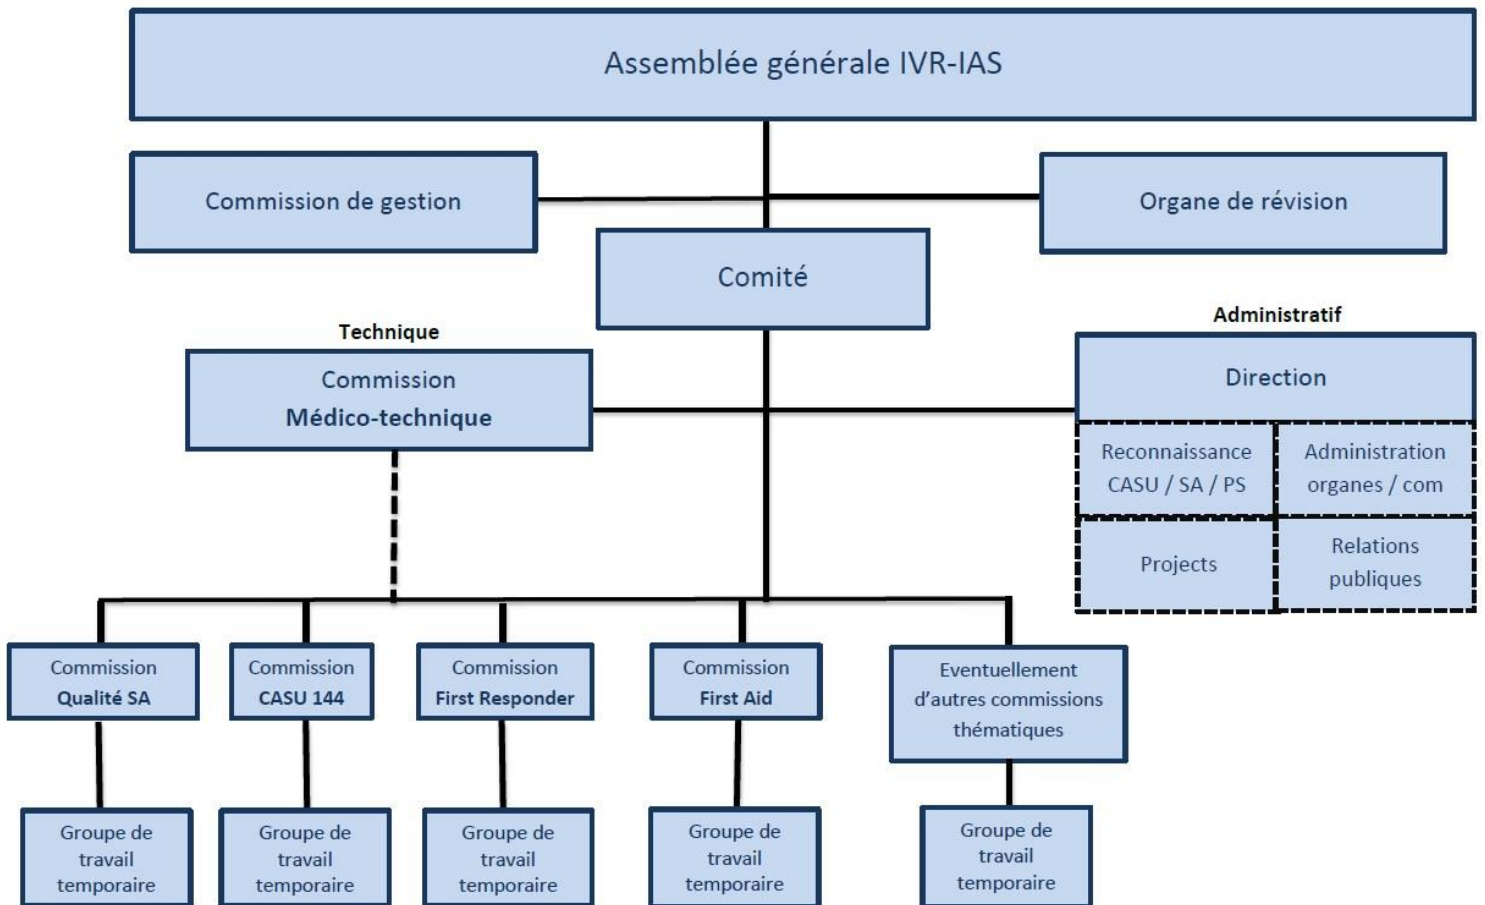 Assemblée générale IVR-IAS
Commission de gestion
Organe de révision
Comité
Technique
Commission
Médico-technique
Administratif
Direction
Reconnaissance
CASU / SA / PS
Administration
organes / com
Projects
Relations
publiques
Commission
Qualité SA
Commission
CASU 144
Commission
First Responder
Commission
First Aid
Eventuellement
d'autres commissions
thématiques
Groupe de
travail
temporaire
Groupe de
travail
temporaire
Groupe de
travail
temporaire
Groupe de
travail
temporaire
Groupe de
travail
temporaire